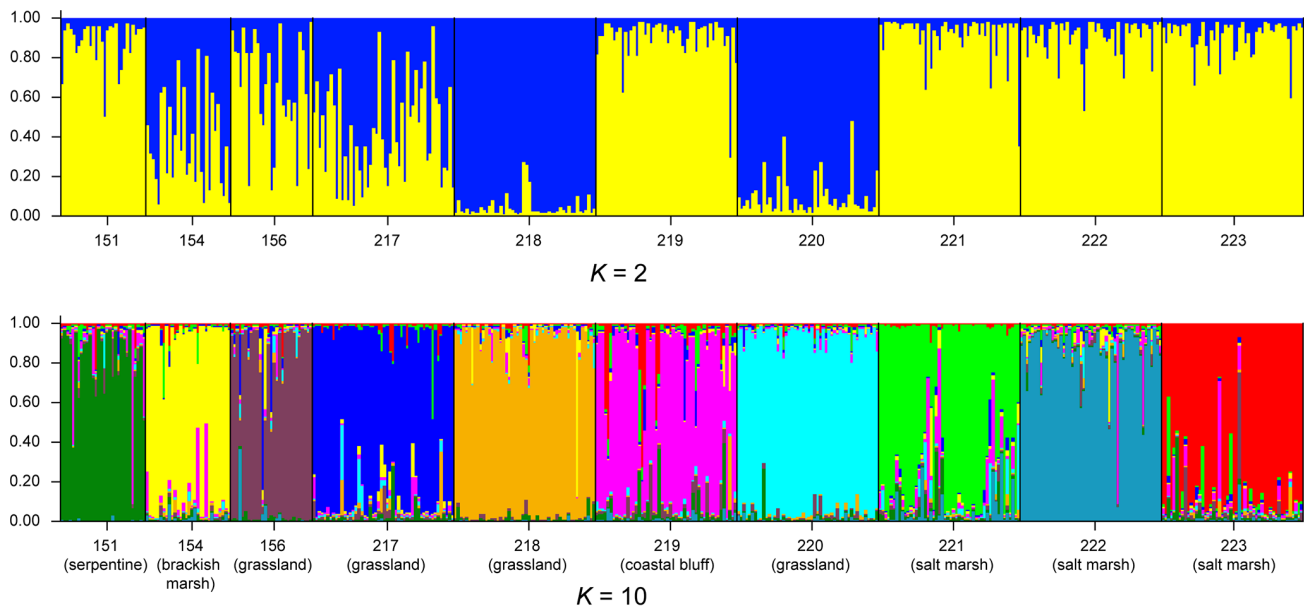 1.00
0.80
0.60
0.40
0.20
0.00
151 154 156 217 218 219 220 221 222 223
K = 2
1.00
0.80
0.60
0.40
0.20
0.00
151 154 156 217 218 219 220 221 222 223
(serpentine) (brackish (grassland) (grassland) (grassland) (coastal bluff) (grassland) (salt marsh) (salt marsh) (salt marsh)
marsh)
K = 10